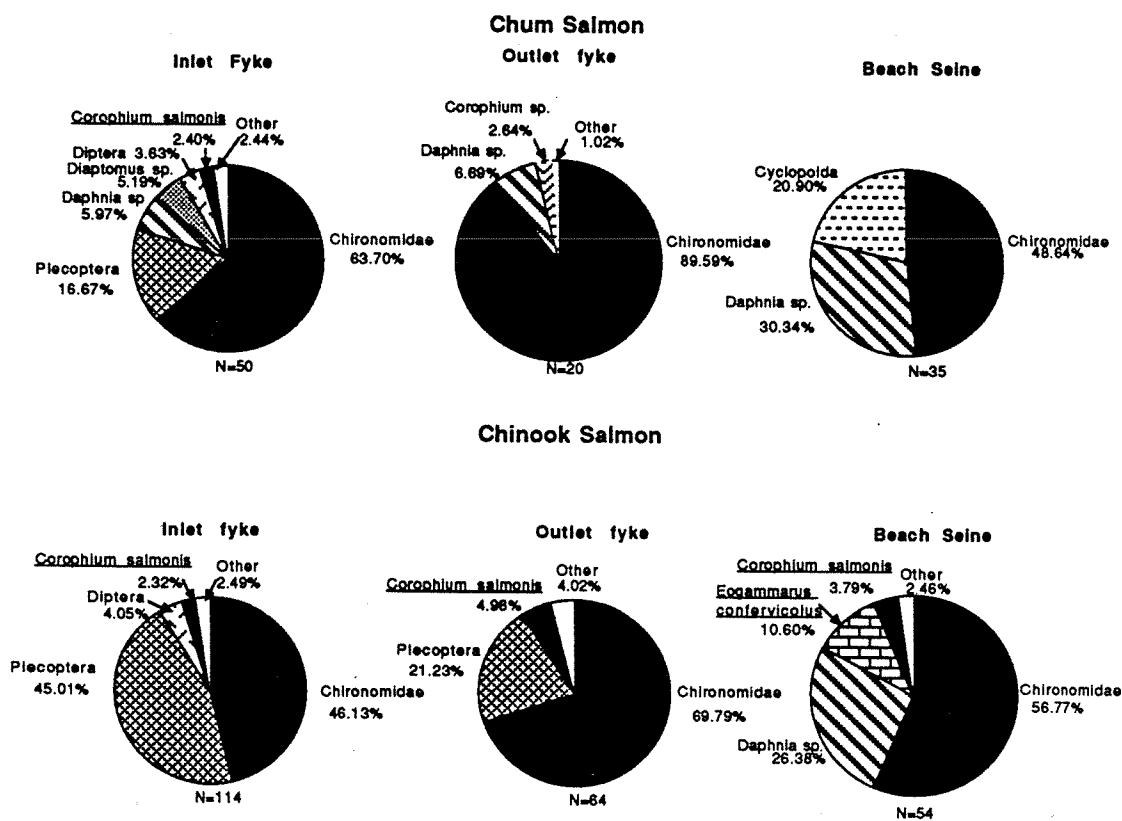 Chum Salmon
Inlet Fyke
Corophium salmonis
2.40%
Other
2.44%
Diptera 3.63%
Diaptomus sp.
5.19%
Daphnia sp
5.97%
Plecoptera
16.67%
Chironomidae
63.70%
N=50
Outlet fyke
Corophium sp.
2.64%
Other
1.02%
Daphnia sp.
6.69%
Chironomidae
89.59%
N=20
Beach Seine
Cyclopoida
20.90%
Daphnia sp.
30.34%
Chironomidae
48.64%
N=35
Chinook Salmon
Inlet fyke
Corophium salmonis
2.32%
Other
2.49%
Diptera
4.05%
Plecoptera
45.01%
Chironomidae
46.13%
N=114
Outlet fyke
Corophium salmonis
4.96%
Other
4.02%
Plecoptera
21.23%
Chironomidae
69.79%
N=64
Beach Seine
Corophium salmonis
3.79%
Other
2.46%
Eogammarus
confervicolus
10.60%
Daphnia sp.
26.38%
Chironomidae
56.77%
N=54